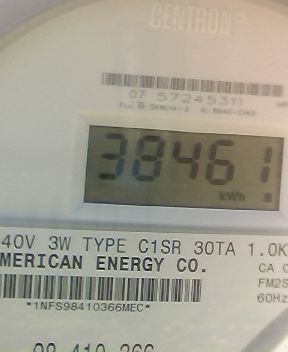 CENTRON®
07 57245311
38461
kWh
40V 3W TYPE C1SR 30TA 1.0K
MERICAN ENERGY CO.
CA
FM2S
60Hz
*1NFS98410366MEC*